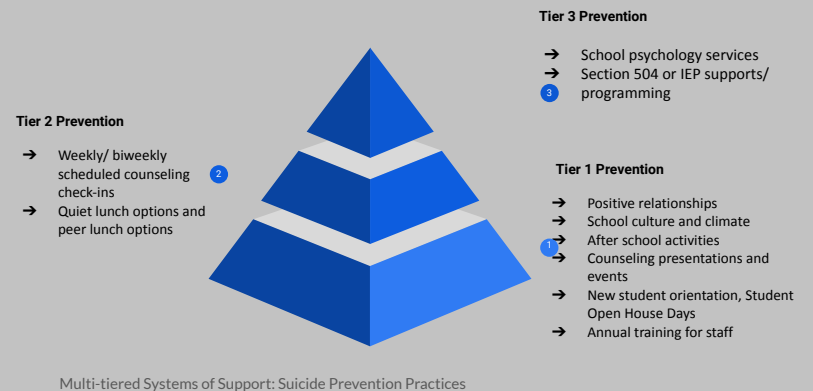 Tier 3 Prevention
➔ School psychology services
➔ Section 504 or IEP supports/
3 programming
Tier 2 Prevention
➔ Weekly/ biweekly
scheduled counseling
check-ins
➔ Quiet lunch options and
peer lunch options
2
Tier 1 Prevention
➔ Positive relationships
➔ School culture and climate
➔ After school activities
1
➔ Counseling presentations and
events
➔ New student orientation, Student
Open House Days
➔ Annual training for staff
Multi-tiered Systems of Support: Suicide Prevention Practices